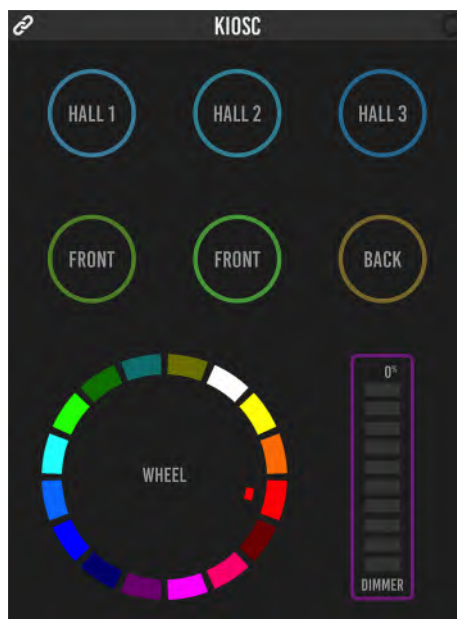 KIOSC
HALL 1 HALL 2 HALL 3
FRONT FRONT BACK
0%
WHEEL
DIMMER